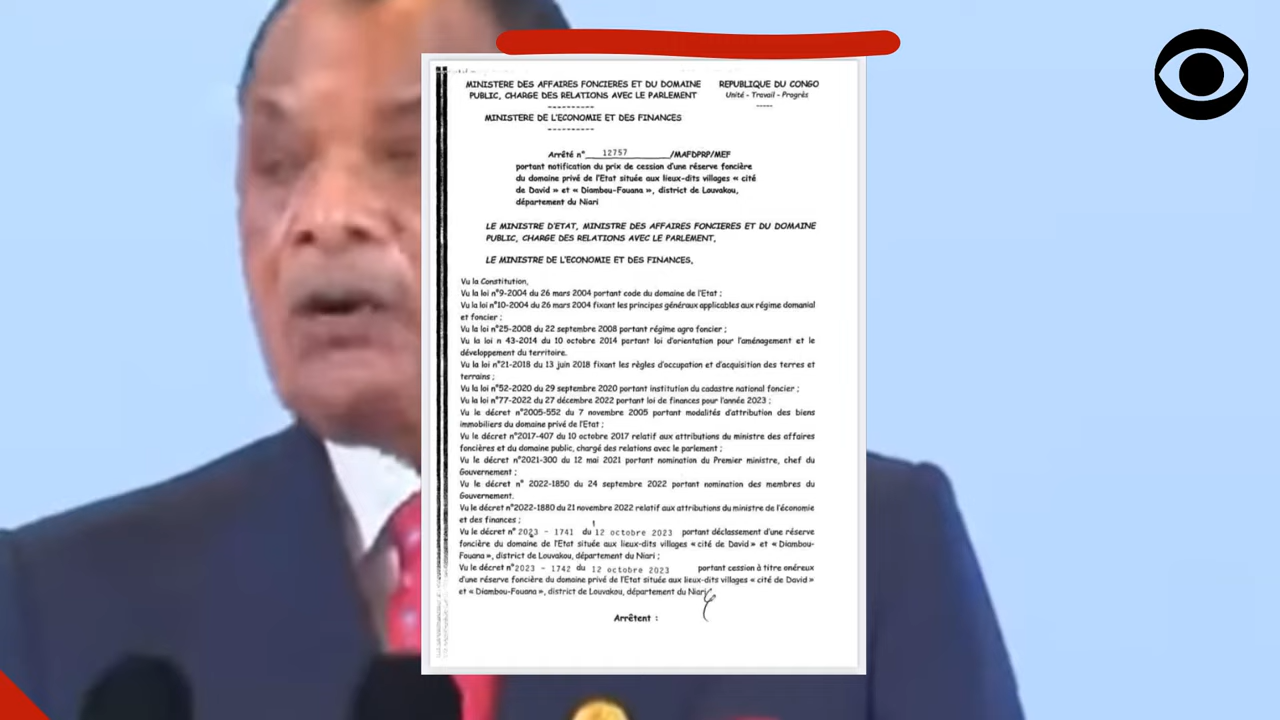 MINISTERE DES AFFAIRES FONCIERES ET DU DOMAINE
PUBLIC, CHARGE DES RELATIONS AVEC LE PARLEMENT
----------
MINISTERE DE L'ECONOMIE ET DES FINANCES
----------
REPUBLIQUE DU CONGO
Unité - Travail - Progrès
-----
Arrêté n° 12757 /MAFDPRP/MEF
portant notification du prix de cession d'une réserve foncière
du domaine privé de l'Etat située aux lieux-dits villages « cité
de David » et « Diambou-Fouana », district de Louvakou,
département du Niari
LE MINISTRE D'ETAT, MINISTRE DES AFFAIRES FONCIERES ET DU DOMAINE
PUBLIC, CHARGE DES RELATIONS AVEC LE PARLEMENT,
LE MINISTRE DE L'ECONOMIE ET DES FINANCES,
Vu la Constitution,
Vu la loi n°9-2004 du 26 mars 2004 portant code du domaine de l'Etat ;
Vu la loi n°10-2004 du 26 mars 2004 fixant les principes généraux applicables aux régime domanial
et foncier ;
Vu la loi n°25-2008 du 22 septembre 2008 portant régime agro foncier ;
Vu la loi n 43-2014 du 10 octobre 2014 portant loi d'orientation pour l'aménagement et le
développement du territoire.
Vu la loi n°21-2018 du 13 juin 2018 fixant les règles d'occupation et d'acquisition des terres et
terrains ;
Vu la loi n°52-2020 du 29 septembre 2020 portant institution du cadastre national foncier ;
Vu la loi n°77-2022 du 27 décembre 2022 portant loi de finances pour l'année 2023 ;
Vu le décret n°2005-552 du 7 novembre 2005 portant modalités d'attribution des biens
immobiliers du domaine privé de l'Etat ;
Vu le décret n°2017-407 du 10 octobre 2017 relatif aux attributions du ministre des affaires
foncières et du domaine public, chargé des relations avec le parlement ;
Vu le décret n°2021-300 du 12 mai 2021 portant nomination du Premier ministre, chef du
Gouvernement ;
Vu le décret n° 2022-1850 du 24 septembre 2022 portant nomination des membres du
Gouvernement.
Vu le décret n°2022-1880 du 21 novembre 2022 relatif aux attributions du ministre de l'économie
et des finances ;
Vu le décret n° 2023 - 1741 du 12 octobre 2023 portant déclassement d'une réserve
foncière du domaine de l'Etat située aux lieux-dits villages « cité de David » et « Diambou-
Fouana », district de Louvakou, département du Niari ;
Vu le décret n°2023 - 1742 du 12 octobre 2023 portant cession à titre onéreux
d'une réserve foncière du domaine privé de l'Etat située aux lieux-dits villages « cité de David »
et « Diambou-Fouana », district de Louvakou, département du Niari
Arrêtent :